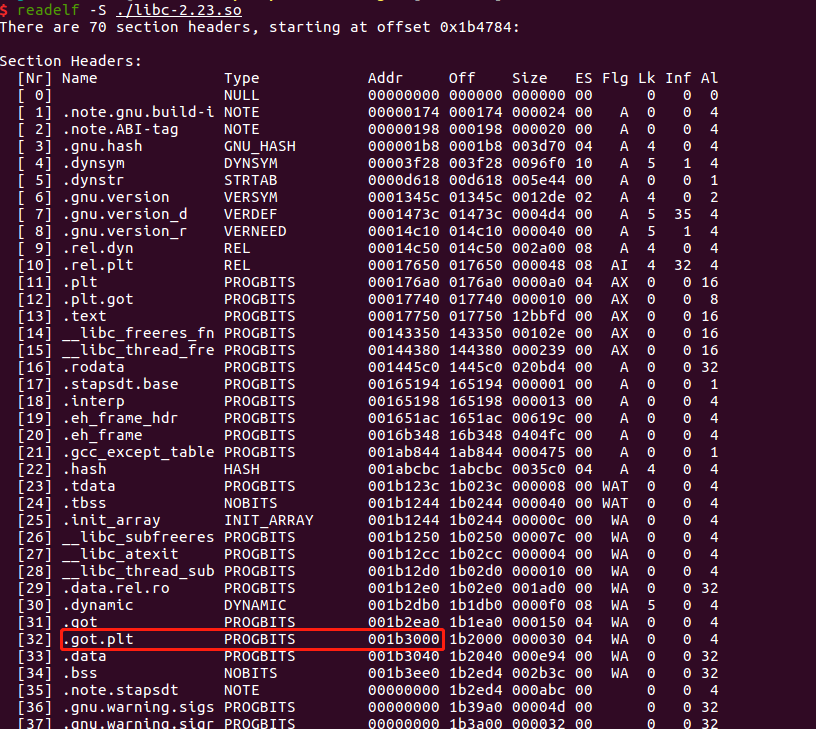 $ readelf -S ./libc-2.23.so
There are 70 section headers, starting at offset 0x1b4784:
Section Headers:
[Nr] Name Type Addr Off Size ES Flg Lk Inf Al
[ 0] NULL 00000000 000000 000000 00 0 0 0
[ 1] .note.gnu.build-i NOTE 00000174 000174 000024 00 A 0 0 4
[ 2] .note.ABI-tag NOTE 00000198 000198 000020 00 A 0 0 4
[ 3] .gnu.hash GNU_HASH 000001b8 0001b8 003d70 04 A 4 0 4
[ 4] .dynsym DYNSYM 00003f28 003f28 0096f0 10 A 5 1 4
[ 5] .dynstr STRTAB 0000d618 00d618 005e44 00 A 0 0 1
[ 6] .gnu.version VERSYM 0001345c 01345c 0012de 02 A 4 0 2
[ 7] .gnu.version_d VERDEF 0001473c 01473c 0004d4 00 A 5 35 4
[ 8] .gnu.version_r VERNEED 00014c10 014c10 000040 00 A 5 1 4
[ 9] .rel.dyn REL 00014c50 014c50 002a00 08 A 4 0 4
[10] .rel.plt REL 00017650 017650 000048 08 AI 4 32 4
[11] .plt PROGBITS 000176a0 0176a0 0000a0 04 AX 0 0 16
[12] .plt.got PROGBITS 00017740 017740 000010 00 AX 0 0 8
[13] .text PROGBITS 00017750 017750 12bbfd 00 AX 0 0 16
[14] __libc_freeres_fn PROGBITS 00143350 143350 00102e 00 AX 0 0 16
[15] __libc_thread_fre PROGBITS 00144380 144380 000239 00 AX 0 0 16
[16] .rodata PROGBITS 001445c0 1445c0 020bd4 00 A 0 0 32
[17] .stapsdt.base PROGBITS 00165194 165194 000001 00 A 0 0 1
[18] .interp PROGBITS 00165198 165198 000013 00 A 0 0 4
[19] .eh_frame_hdr PROGBITS 001651ac 1651ac 00619c 00 A 0 0 4
[20] .eh_frame PROGBITS 0016b348 16b348 0404fc 00 A 0 0 4
[21] .gcc_except_table PROGBITS 001ab844 1ab844 000475 00 A 0 0 1
[22] .hash HASH 001abcbc 1abcbc 0035c0 04 A 4 0 4
[23] .tdata PROGBITS 001b123c 1b023c 000008 00 WAT 0 0 4
[24] .tbss NOBITS 001b1244 1b0244 000040 00 WAT 0 0 4
[25] .init_array INIT_ARRAY 001b1244 1b0244 00000c 00 WA 0 0 4
[26] __libc_subfreeres PROGBITS 001b1250 1b0250 00007c 00 WA 0 0 4
[27] __libc_atexit PROGBITS 001b12cc 1b02cc 000004 00 WA 0 0 4
[28] __libc_thread_sub PROGBITS 001b12d0 1b02d0 000010 00 WA 0 0 4
[29] .data.rel.ro PROGBITS 001b12e0 1b02e0 001ad0 00 WA 0 0 32
[30] .dynamic DYNAMIC 001b2db0 1b1db0 0000f0 08 WA 5 0 4
[31] .got PROGBITS 001b2ea0 1b1ea0 000150 04 WA 0 0 4
[32] .got.plt PROGBITS 001b3000 1b2000 000030 04 WA 0 0 4
[33] .data PROGBITS 001b3040 1b2040 000e94 00 WA 0 0 32
[34] .bss NOBITS 001b3ee0 1b2ed4 002b3c 00 WA 0 0 32
[35] .note.stapsdt NOTE 00000000 1b2ed4 000abc 00 0 0 4
[36] .gnu.warning.sigs PROGBITS 00000000 1b39a0 00004d 00 0 0 32
[37] .gnu.warning.sigr PROGBITS 00000000 1b3a00 000032 00 0 0 32